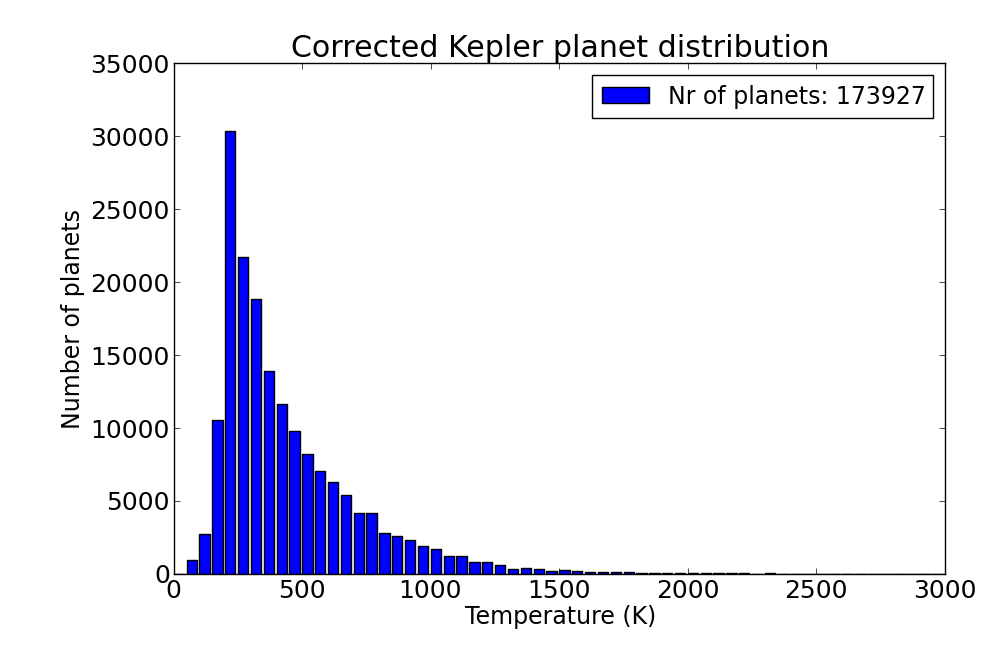 Corrected Kepler planet distribution
Nr of planets: 173927
35000
30000
25000
20000
15000
10000
5000
0
Number of planets
0 500 1000 1500 2000 2500 3000
Temperature (K)